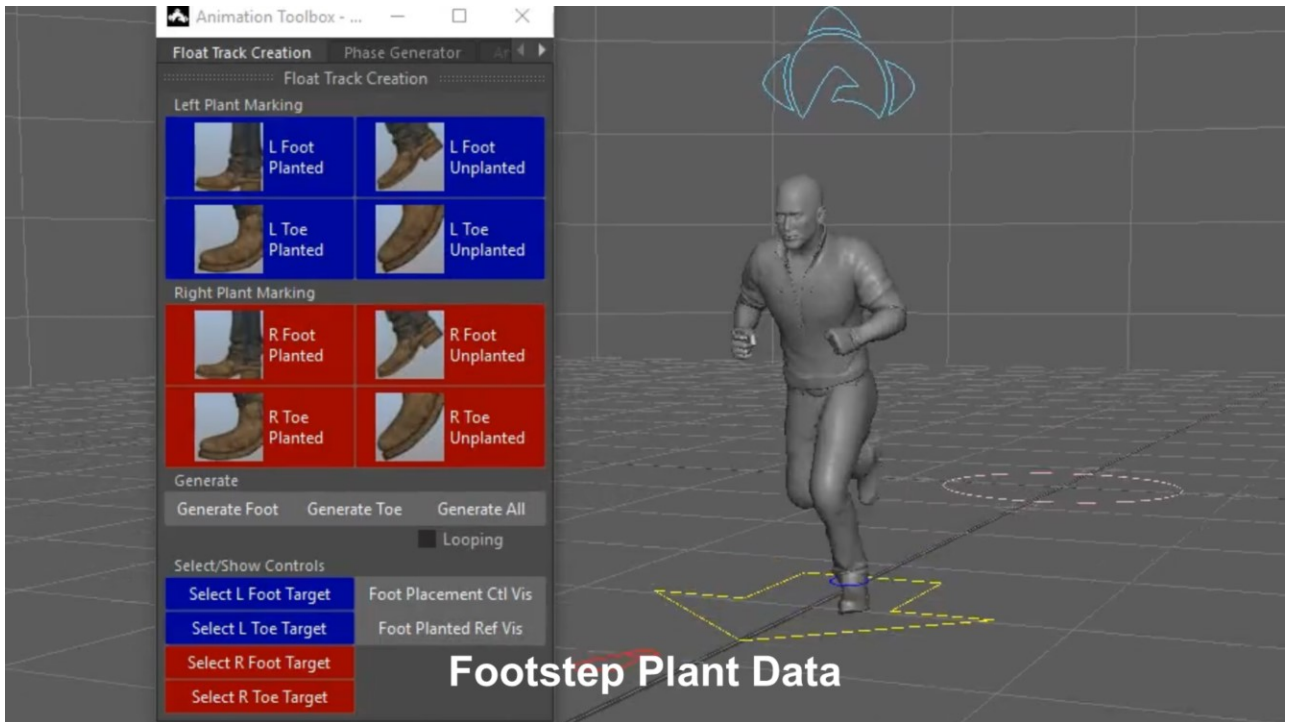 Animation Toolbox - ...
Float Track Creation Phase Generator
Float Track Creation
Left Plant Marking
L Foot
Planted
L Foot
Unplanted
L Toe
Planted
L Toe
Unplanted
Right Plant Marking
R Foot
Planted
R Foot
Unplanted
R Toe
Planted
R Toe
Unplanted
Generate
Generate Foot Generate Toe Generate All
Looping
Select/Show Controls
Select L Foot Target Foot Placement Ctl Vis
Select L Toe Target Foot Planted Ref Vis
Select R Foot Target
Select R Toe Target
Footstep Plant Data